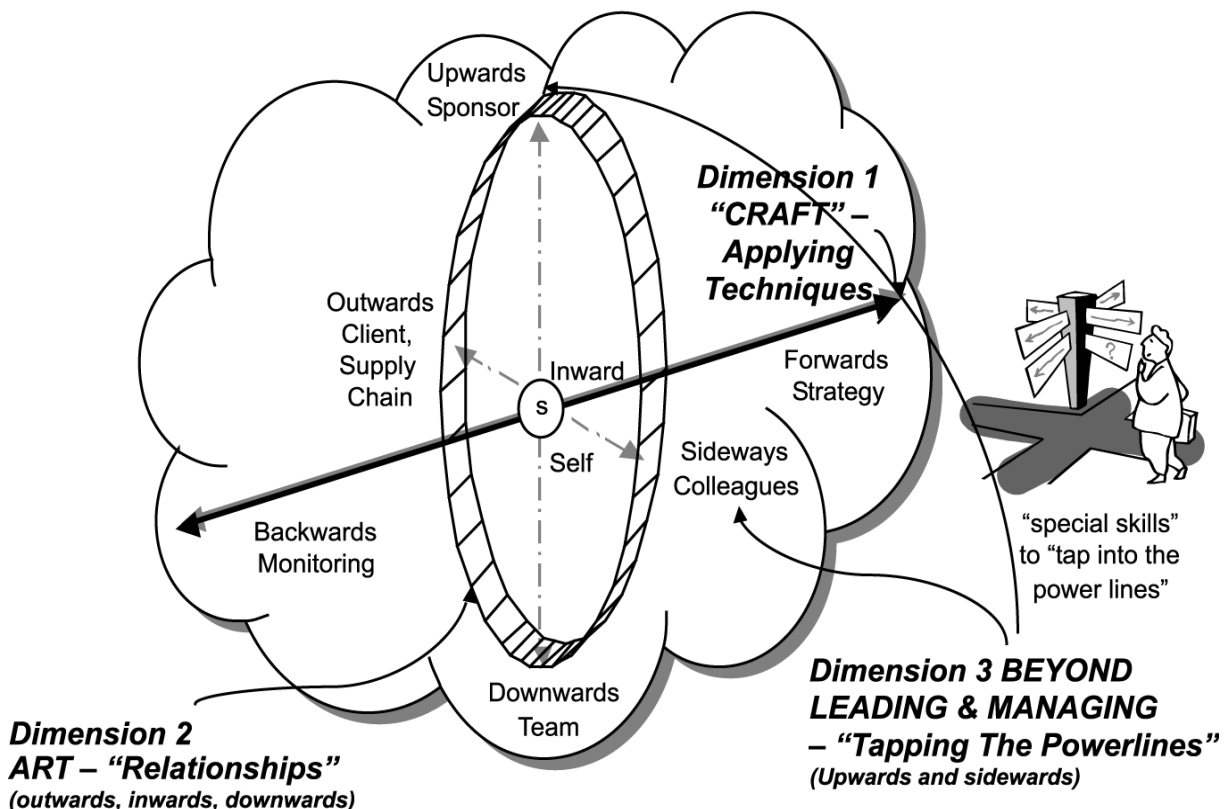 Upwards
Sponsor
Dimension 1
“CRAFT” –
Applying
Techniques
Outwards
Client,
Supply
Chain
Inward
s
Self
Forwards
Strategy
Sideways
Colleagues
Backwards
Monitoring
?
“special skills”
to “tap into the
power lines”
Downwards
Team
Dimension 2
ART – “Relationships”
(outwards, inwards, downwards)
Dimension 3 BEYOND
LEADING & MANAGING
– “Tapping The Powerlines”
(Upwards and sidewards)